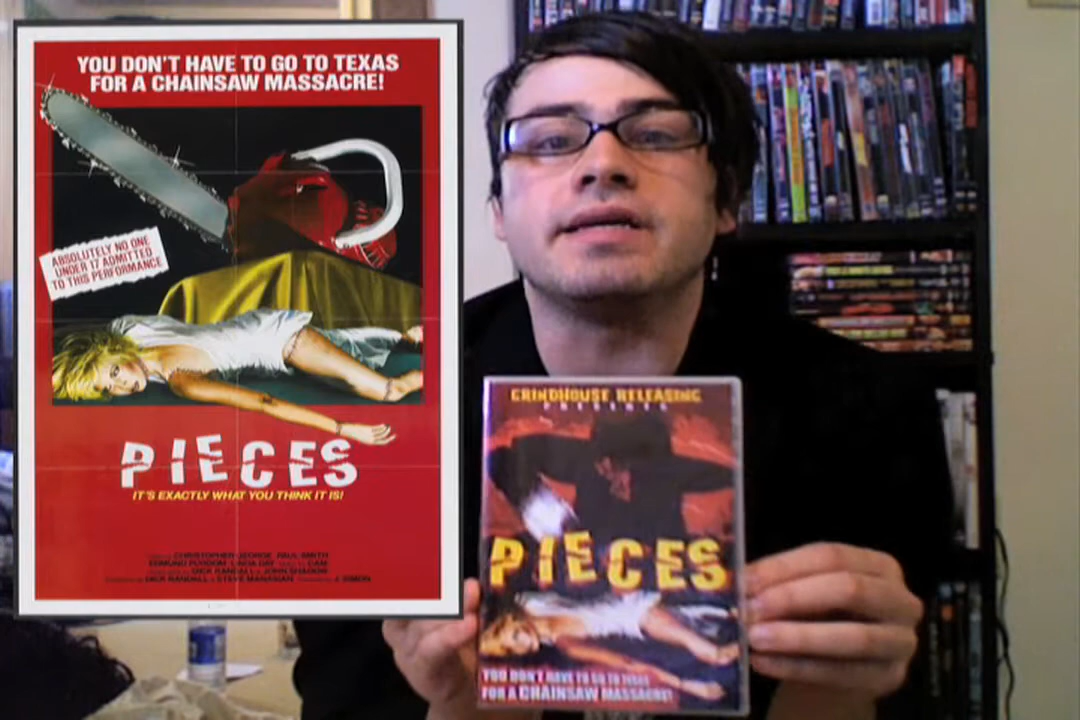 YOU DON'T HAVE TO GO TO TEXAS
FOR A CHAINSAW MASSACRE!
ABSOLUTELY NO ONE
UNDER 17 ADMITTED
TO THIS PERFORMANCE
PIECES
IT'S EXACTLY WHAT YOU THINK IT IS!
CHRISTOPHER GEORGE PAUL SMITH
EDMUND PURDOM LINDA DAY
DICK RANDALL JOHN SHADOW
DICK RANDALL & STEVE MANASIAN J. SIMON
GRINDHOUSE RELEASING
PRESENTS
PIECES
YOU DON'T HAVE TO GO TO TEXAS
FOR A CHAINSAW MASSACRE!